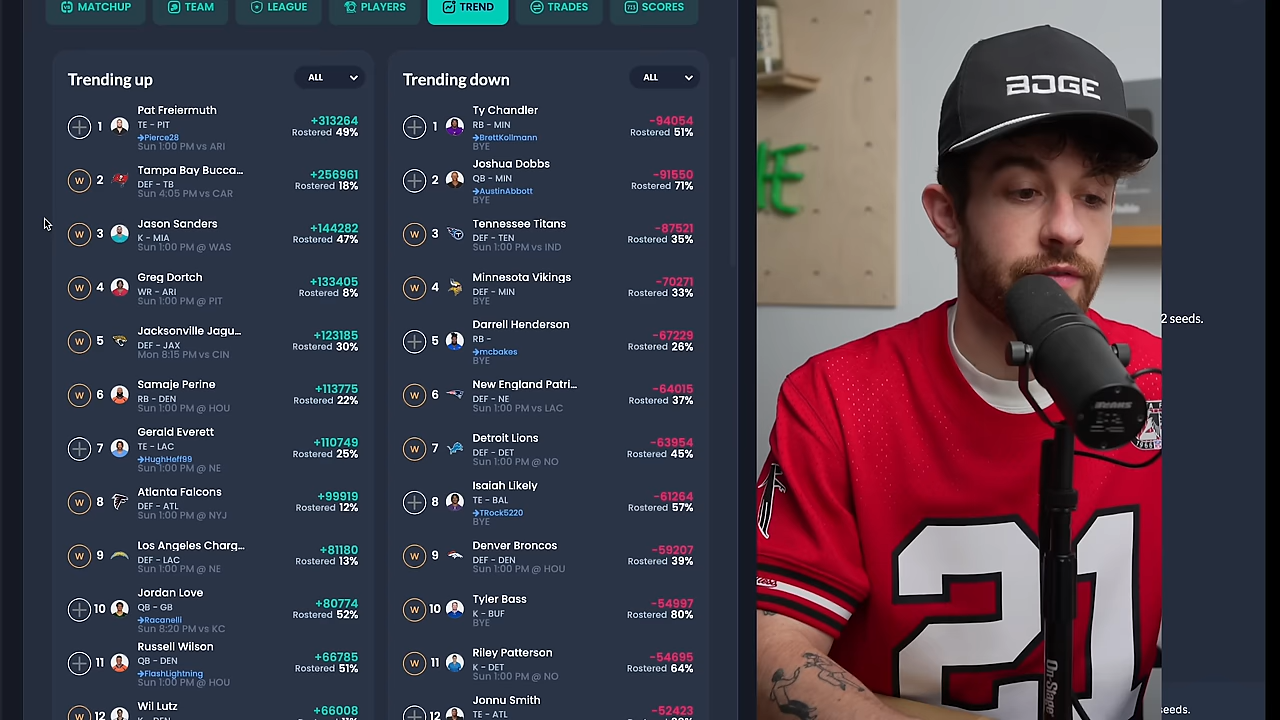 MATCHUP
TEAM
LEAGUE
PLAYERS
TREND
TRADES
SCORES
Trending up
ALL
1
Pat Freiermuth
TE - PIT
Pierce28
Sun 1:00 PM vs ARI
+313264
Rostered 49%
W
2
Tampa Bay Bucca...
DEF - TB
Sun 4:05 PM vs CAR
+256961
Rostered 18%
W
3
Jason Sanders
K - MIA
Sun 1:00 PM @ WAS
+144282
Rostered 47%
W
4
Greg Dortch
WR - ARI
Sun 1:00 PM @ PIT
+133405
Rostered 8%
W
5
Jacksonville Jagu...
DEF - JAX
Mon 8:15 PM vs CIN
+123185
Rostered 30%
W
6
Samaje Perine
RB - DEN
Sun 1:00 PM @ HOU
+113775
Rostered 22%
7
Gerald Everett
TE - LAC
HughHeff99
Sun 1:00 PM @ NE
+110749
Rostered 25%
W
8
Atlanta Falcons
DEF - ATL
Sun 1:00 PM @ NYJ
+99919
Rostered 12%
W
9
Los Angeles Charg...
DEF - LAC
Sun 1:00 PM @ NE
+81180
Rostered 13%
10
Jordan Love
QB - GB
Racanelli
Sun 8:20 PM vs KC
+80774
Rostered 52%
11
Russell Wilson
QB - DEN
FlashLightning
Sun 1:00 PM @ HOU
+66785
Rostered 51%
W
12
Wil Lutz
+66008
Trending down
ALL
1
Ty Chandler
RB - MIN
BrettKollmann
BYE
-94054
Rostered 51%
2
Joshua Dobbs
QB - MIN
AustinAbbott
BYE
-91550
Rostered 71%
W
3
Tennessee Titans
DEF - TEN
Sun 1:00 PM vs IND
-87521
Rostered 35%
W
4
Minnesota Vikings
DEF - MIN
BYE
-70271
Rostered 33%
5
Darrell Henderson
RB -
mcbakes
BYE
-67229
Rostered 26%
W
6
New England Patri...
DEF - NE
Sun 1:00 PM vs LAC
-64015
Rostered 37%
W
7
Detroit Lions
DEF - DET
Sun 1:00 PM @ NO
-63954
Rostered 45%
8
Isaiah Likely
TE - BAL
TRock5220
BYE
-61264
Rostered 57%
W
9
Denver Broncos
DEF - DEN
Sun 1:00 PM @ HOU
-59207
Rostered 39%
W
10
Tyler Bass
K - BUF
BYE
-54997
Rostered 80%
W
11
Riley Patterson
K - DET
Sun 1:00 PM @ NO
-54695
Rostered 64%
W
12
Jonnu Smith
TE - ATL
-52423
BDGE
21
On-Stage
2 seeds.
seeds.